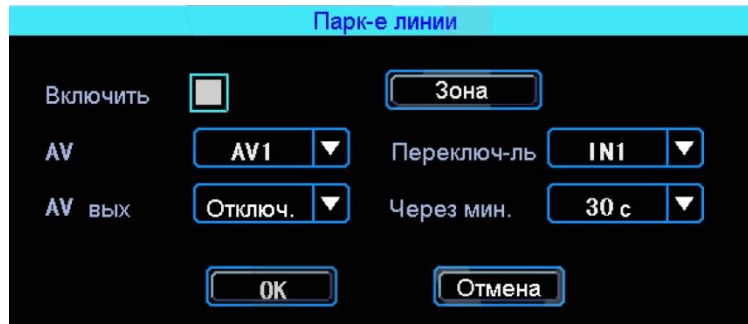 Парк-е линии
Включить Зона
AV AV1 Переключ-ль IN1
AV вых Отключ. Через мин. 30 с
OK Отмена